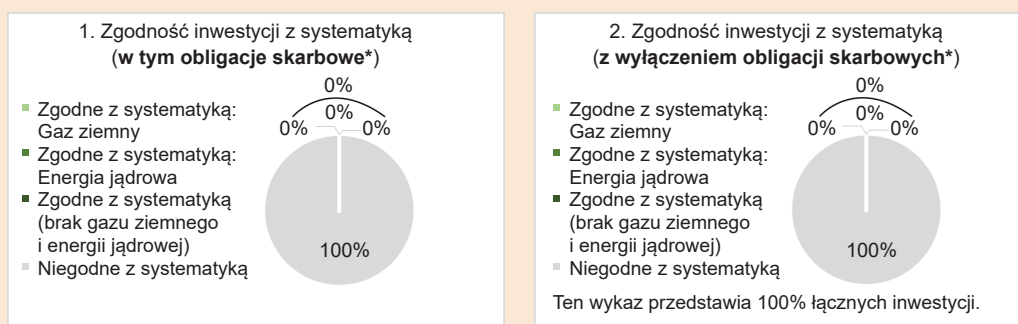 1. Zgodność inwestycji z systematyką
(w tym obligacje skarbowe*)
Zgodne z systematyką:
Gaz ziemny
Zgodne z systematyką:
Energia jądrowa
Zgodne z systematyką
(brak gazu ziemnego
i energii jądrowej)
Niegodne z systematyką
0%
0%
0%
0%
100%
2. Zgodność inwestycji z systematyką
(z wyłączeniem obligacji skarbowych*)
Zgodne z systematyką:
Gaz ziemny
Zgodne z systematyką:
Energia jądrowa
Zgodne z systematyką
(brak gazu ziemnego
i energii jądrowej)
Niegodne z systematyką
0%
0%
0%
0%
100%
Ten wykaz przedstawia 100% łącznych inwestycji.